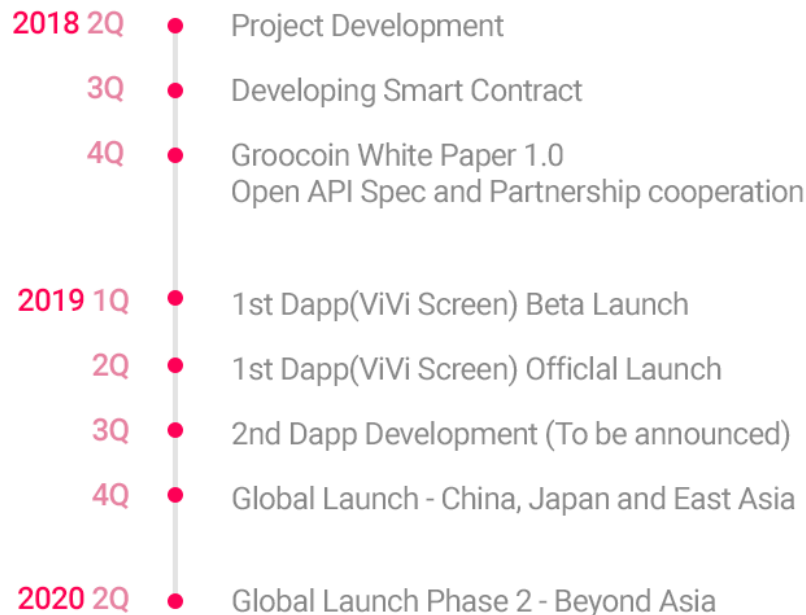 2018 2Q Project Development
3Q Developing Smart Contract
4Q Groocoin White Paper 1.0
Open API Spec and Partnership cooperation
2019 1Q 1st Dapp(ViVi Screen) Beta Launch
2Q 1st Dapp(ViVi Screen) Officlal Launch
3Q 2nd Dapp Development (To be announced)
4Q Global Launch - China, Japan and East Asia
2020 2Q Global Launch Phase 2 - Beyond Asia